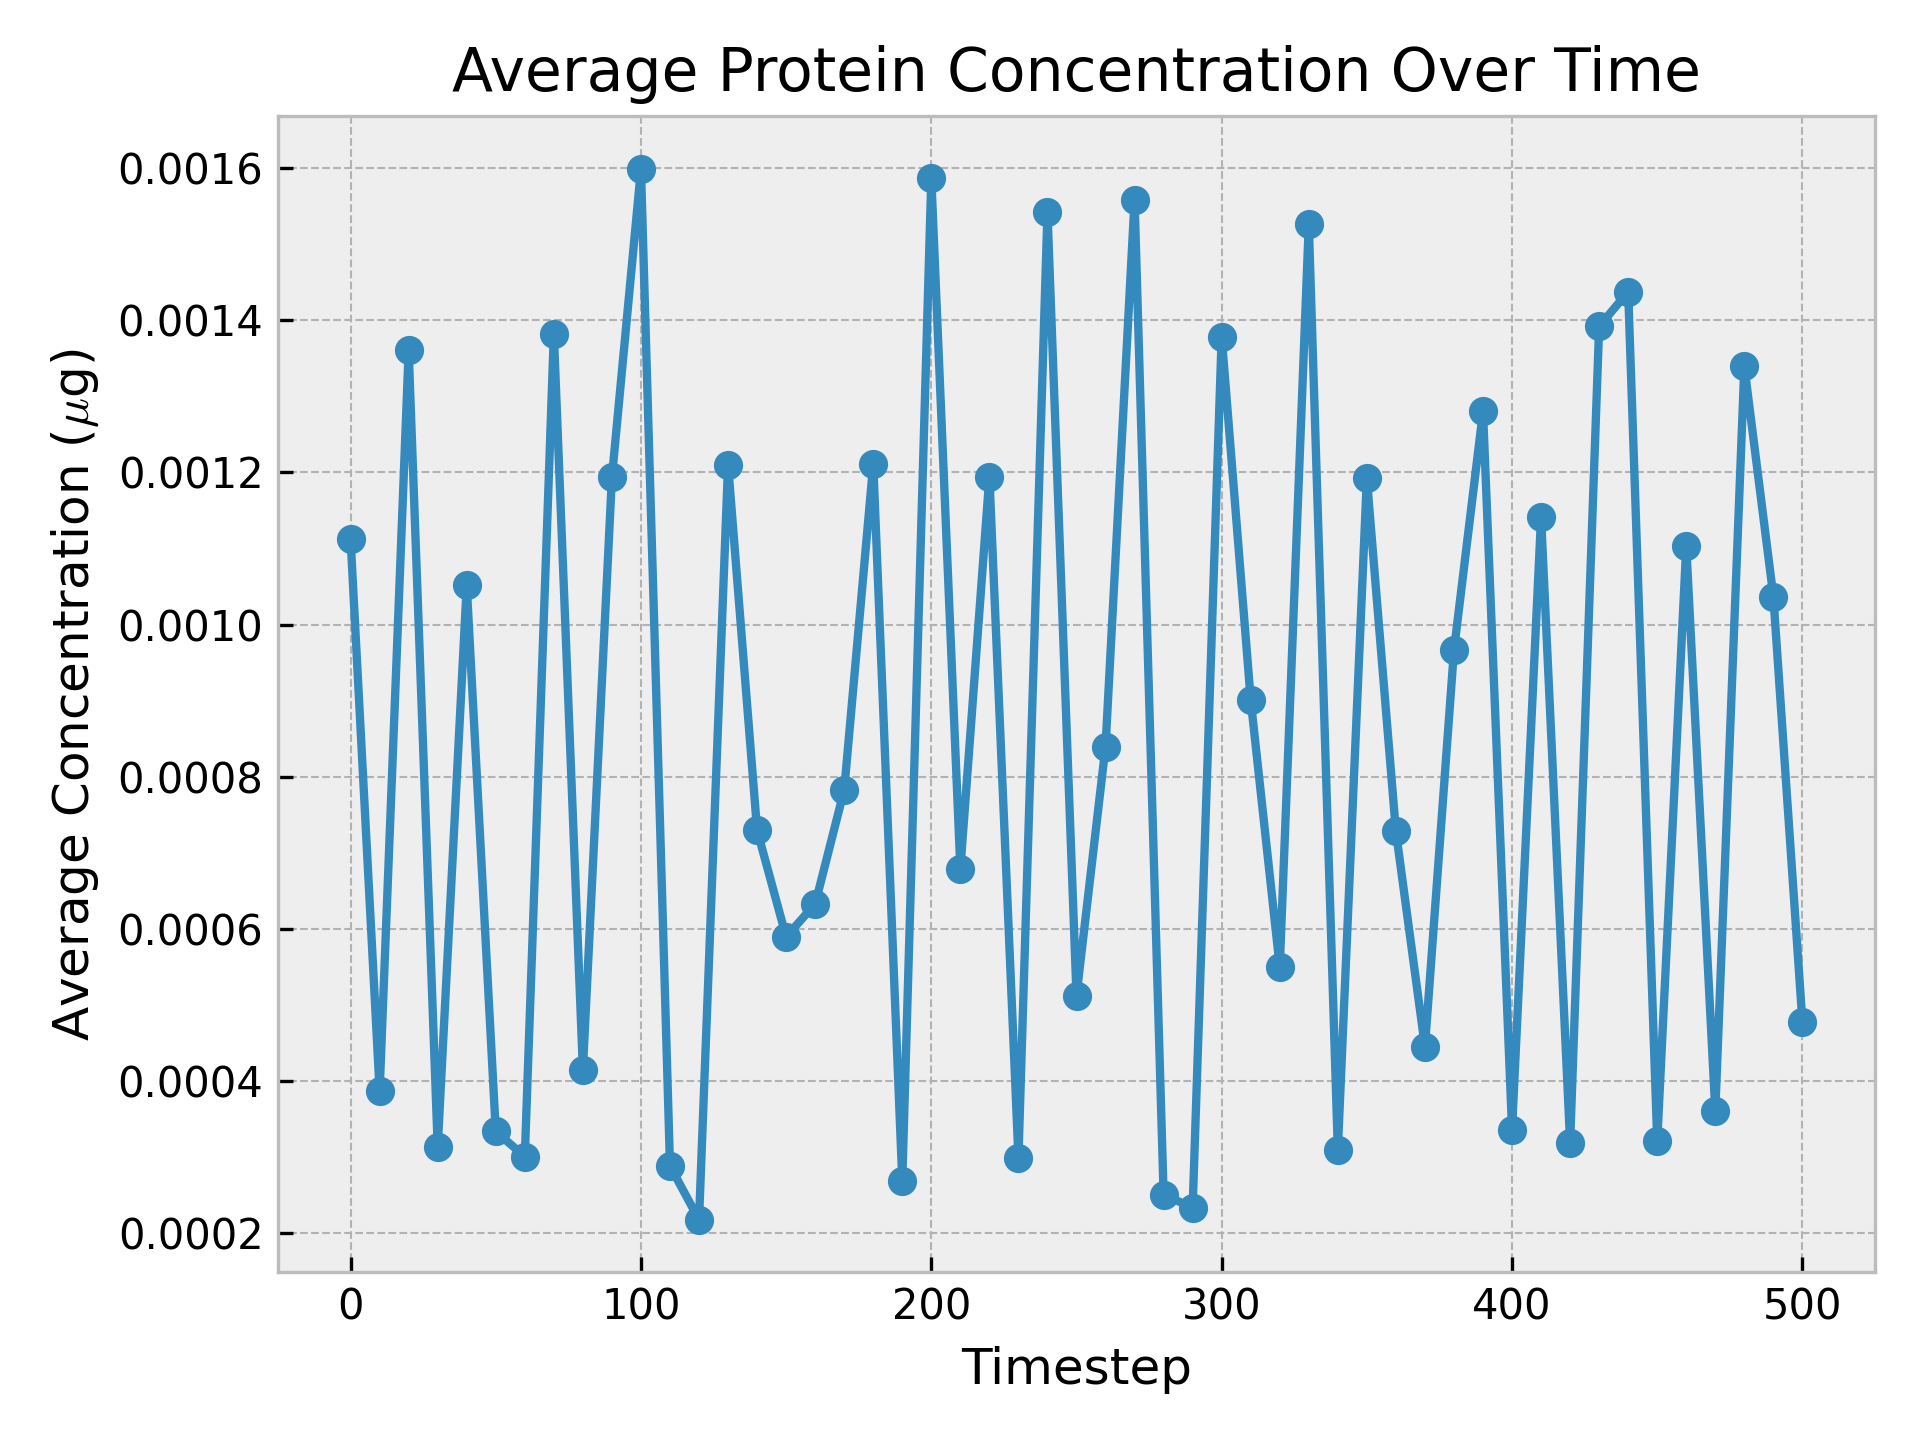 Average Protein Concentration Over Time
Average Concentration (μg)
0.0016
0.0014
0.0012
0.0010
0.0008
0.0006
0.0004
0.0002
0 100 200 300 400 500
Timestep